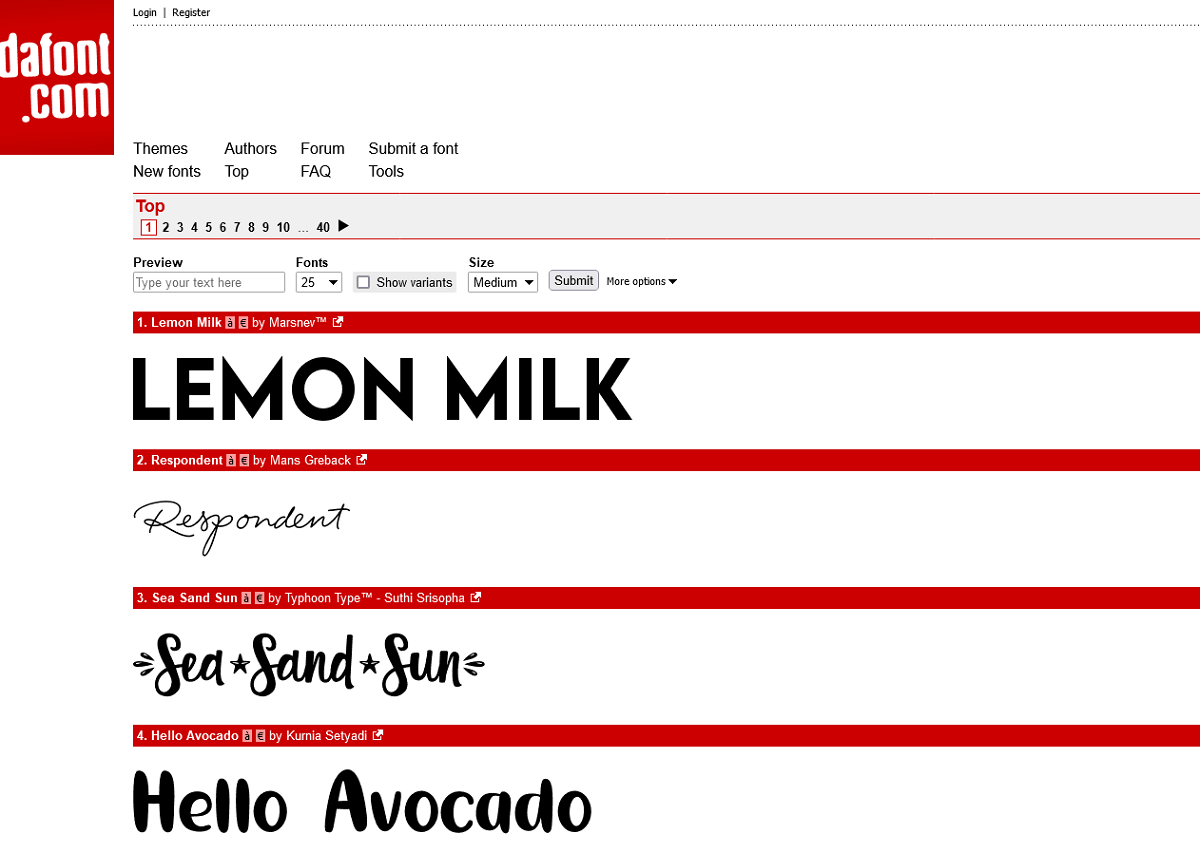 dafont
.com
Login | Register
Themes Authors Forum Submit a font
New fonts Top FAQ Tools
Top
1 2 3 4 5 6 7 8 9 10 ... 40
Preview Fonts Size
Type your text here 25 Show variants Medium Submit More options
1. Lemon Milk à € by Marsnev™
LEMON MILK
2. Respondent à € by Mans Greback
Respondent
3. Sea Sand Sun à € by Typhoon Type™ - Suthi Srisopha
Sea Sand Sun
4. Hello Avocado à € by Kurnia Setyadi
Hello Avocado